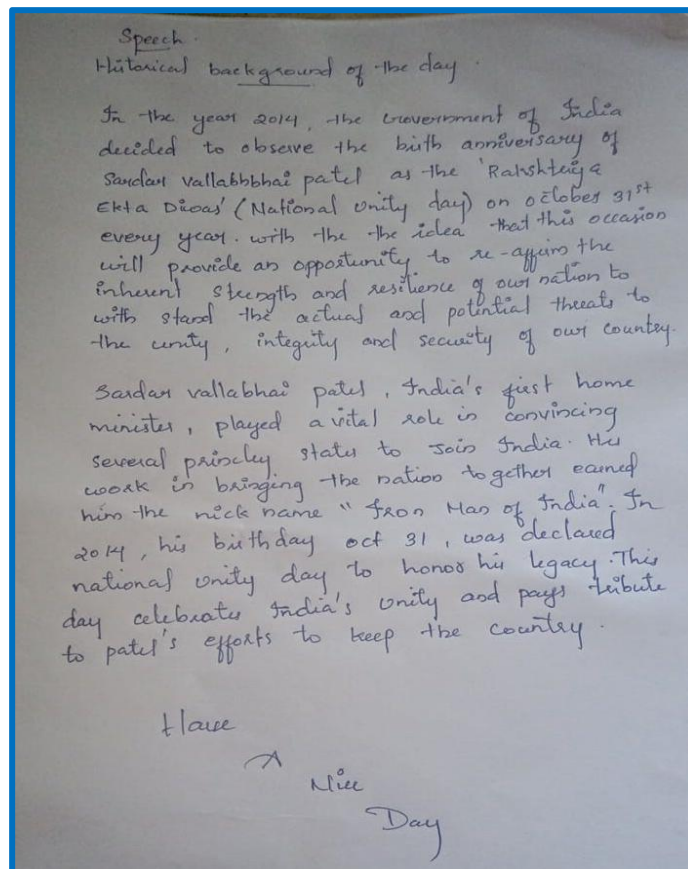 Speech.
Historical background of the day.
In the year 2014, the Government of India
decided to observe the birth anniversary of
Sardar vallabhbhai patel as the 'Rahshteriya
Ekta Divas' (National Unity day) on october 31st
every year. with the the idea that this occasion
will provide an opportunity to re-affirm the
inherent strength and resilience of our nation to
with stand the actual and potential threats to
the unity, integrity and security of our country.
Sardar vallabhai patel, India's first home
minister, played a vital role in convincing
several princley states to Join India. His
work in bringing the nation together earned
him the nick name "Iron Man of India". In
2014, his birthday oct 31, was declared
national unity day to honor his legacy. This
day celebrates India's unity and pays tribute
to patel's efforts to keep the country.
Have
A
Nice
Day